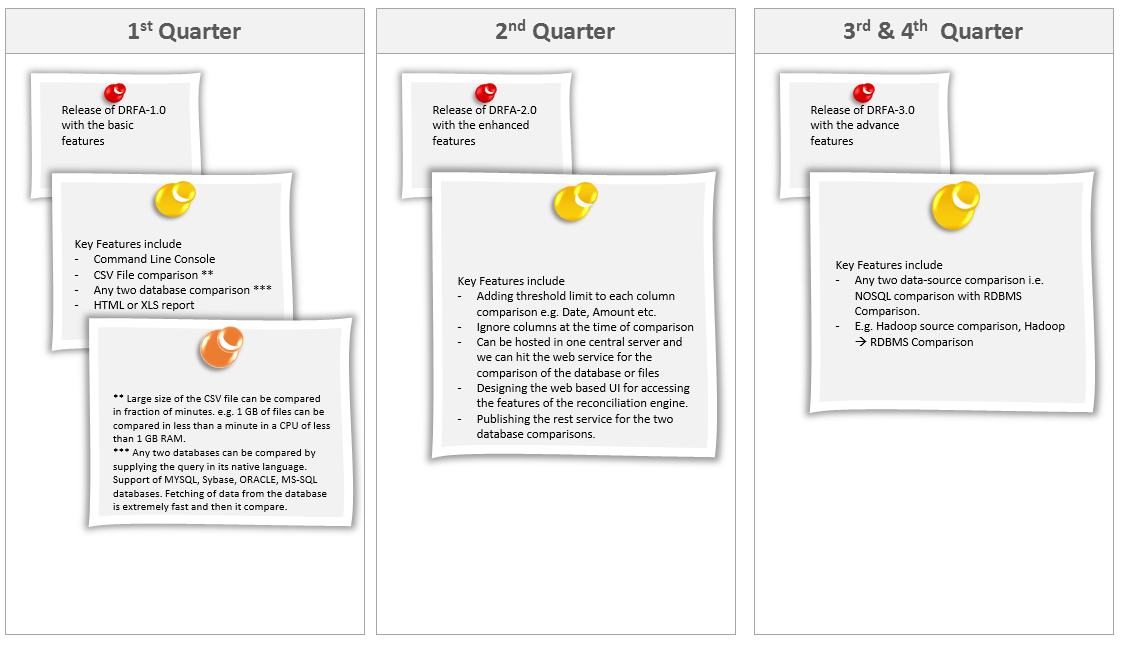 1st Quarter
Release of DRFA-1.0
with the basic
features
Key Features include
- Command Line Console
- CSV File comparison **
- Any two database comparison ***
- HTML or XLS report
** Large size of the CSV file can be compared
in fraction of minutes. e.g. 1 GB of files can be
compared in less than a minute in a CPU of less
than 1 GB RAM.
*** Any two databases can be compared by
supplying the query in its native language.
Support of MYSQL, Sybase, ORACLE, MS-SQL
databases. Fetching of data from the database
is extremely fast and then it compare.
2nd Quarter
Release of DRFA-2.0
with the enhanced
features
Key Features include
- Adding threshold limit to each column
comparison e.g. Date, Amount etc.
- Ignore columns at the time of comparison
- Can be hosted in one central server and
we can hit the web service for the
comparison of the database or files
- Designing the web based UI for accessing
the features of the reconciliation engine.
- Publishing the rest service for the two
database comparisons.
3rd & 4th Quarter
Release of DRFA-3.0
with the advance
features
Key Features include
- Any two data-source comparison i.e.
NOSQL comparison with RDBMS
Comparison.
- E.g. Hadoop source comparison, Hadoop
→ RDBMS Comparison